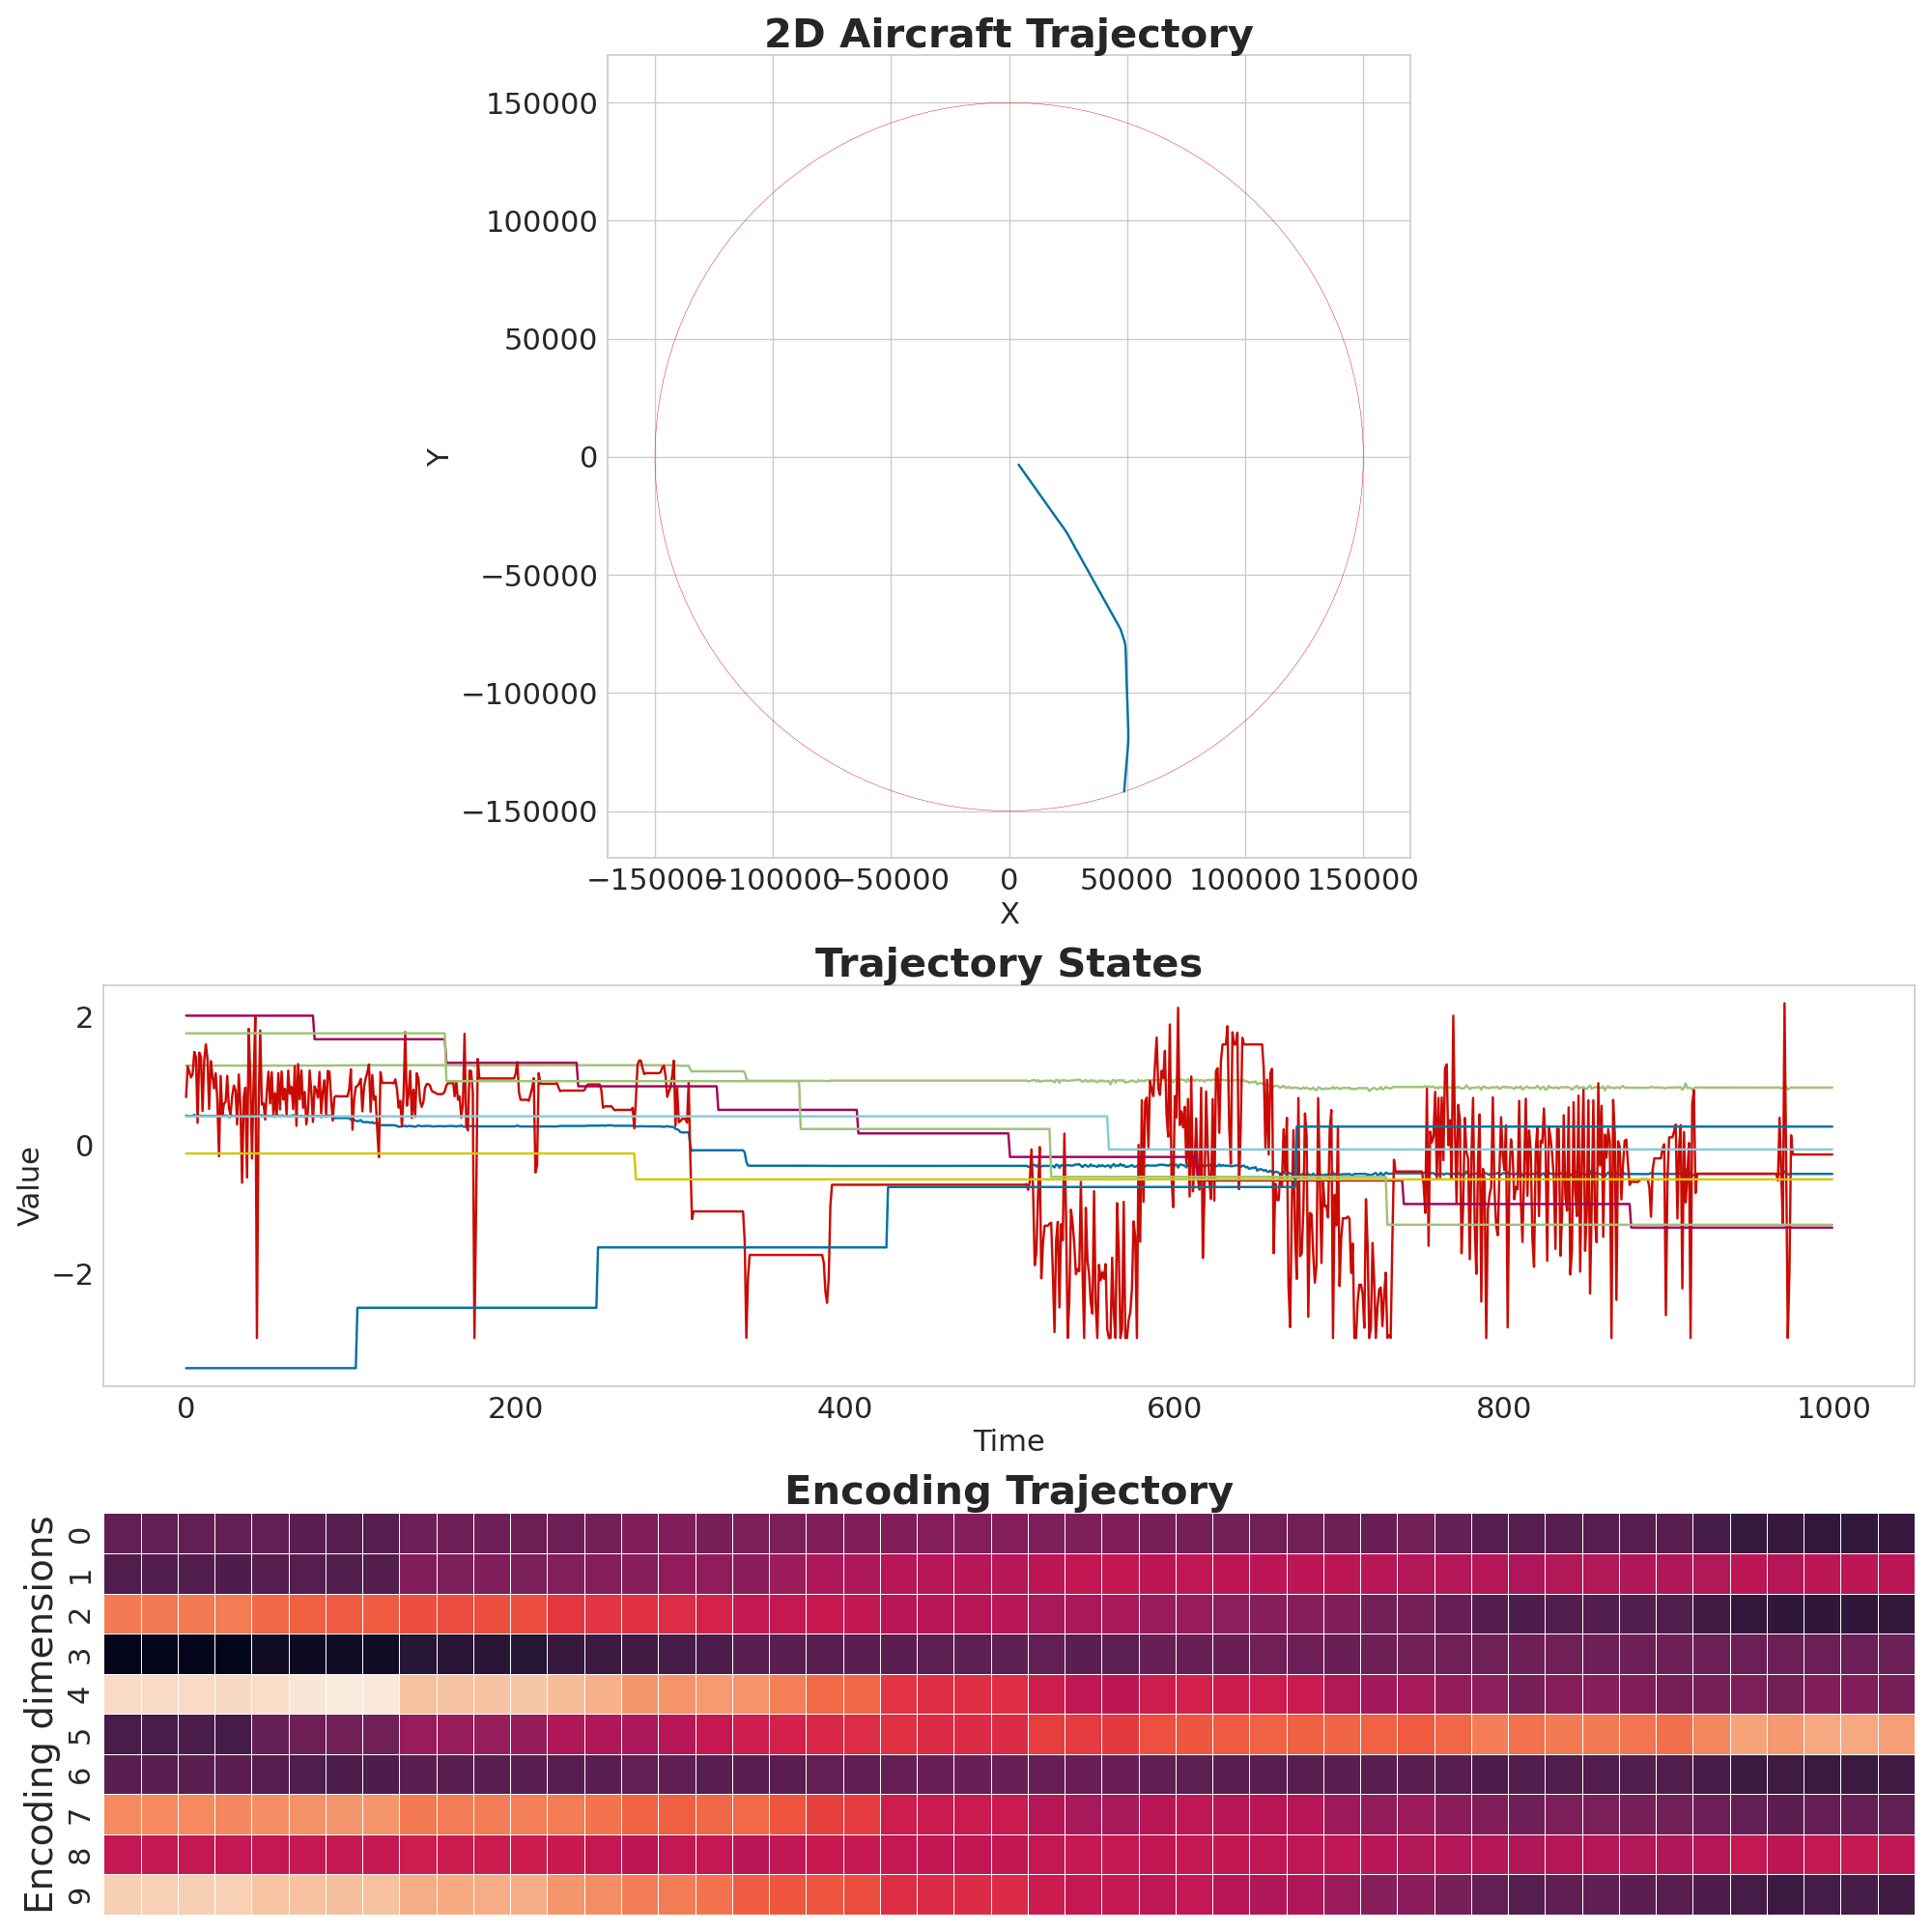 2D Aircraft Trajectory
150000
100000
50000
0
−50000
−100000
−150000
Y
−150000 −100000 −50000 0 50000 100000 150000
X
Trajectory States
2
0
−2
Value
0 200 400 600 800 1000
Time
Encoding Trajectory
Encoding dimensions
0
1
2
3
4
5
6
7
8
9